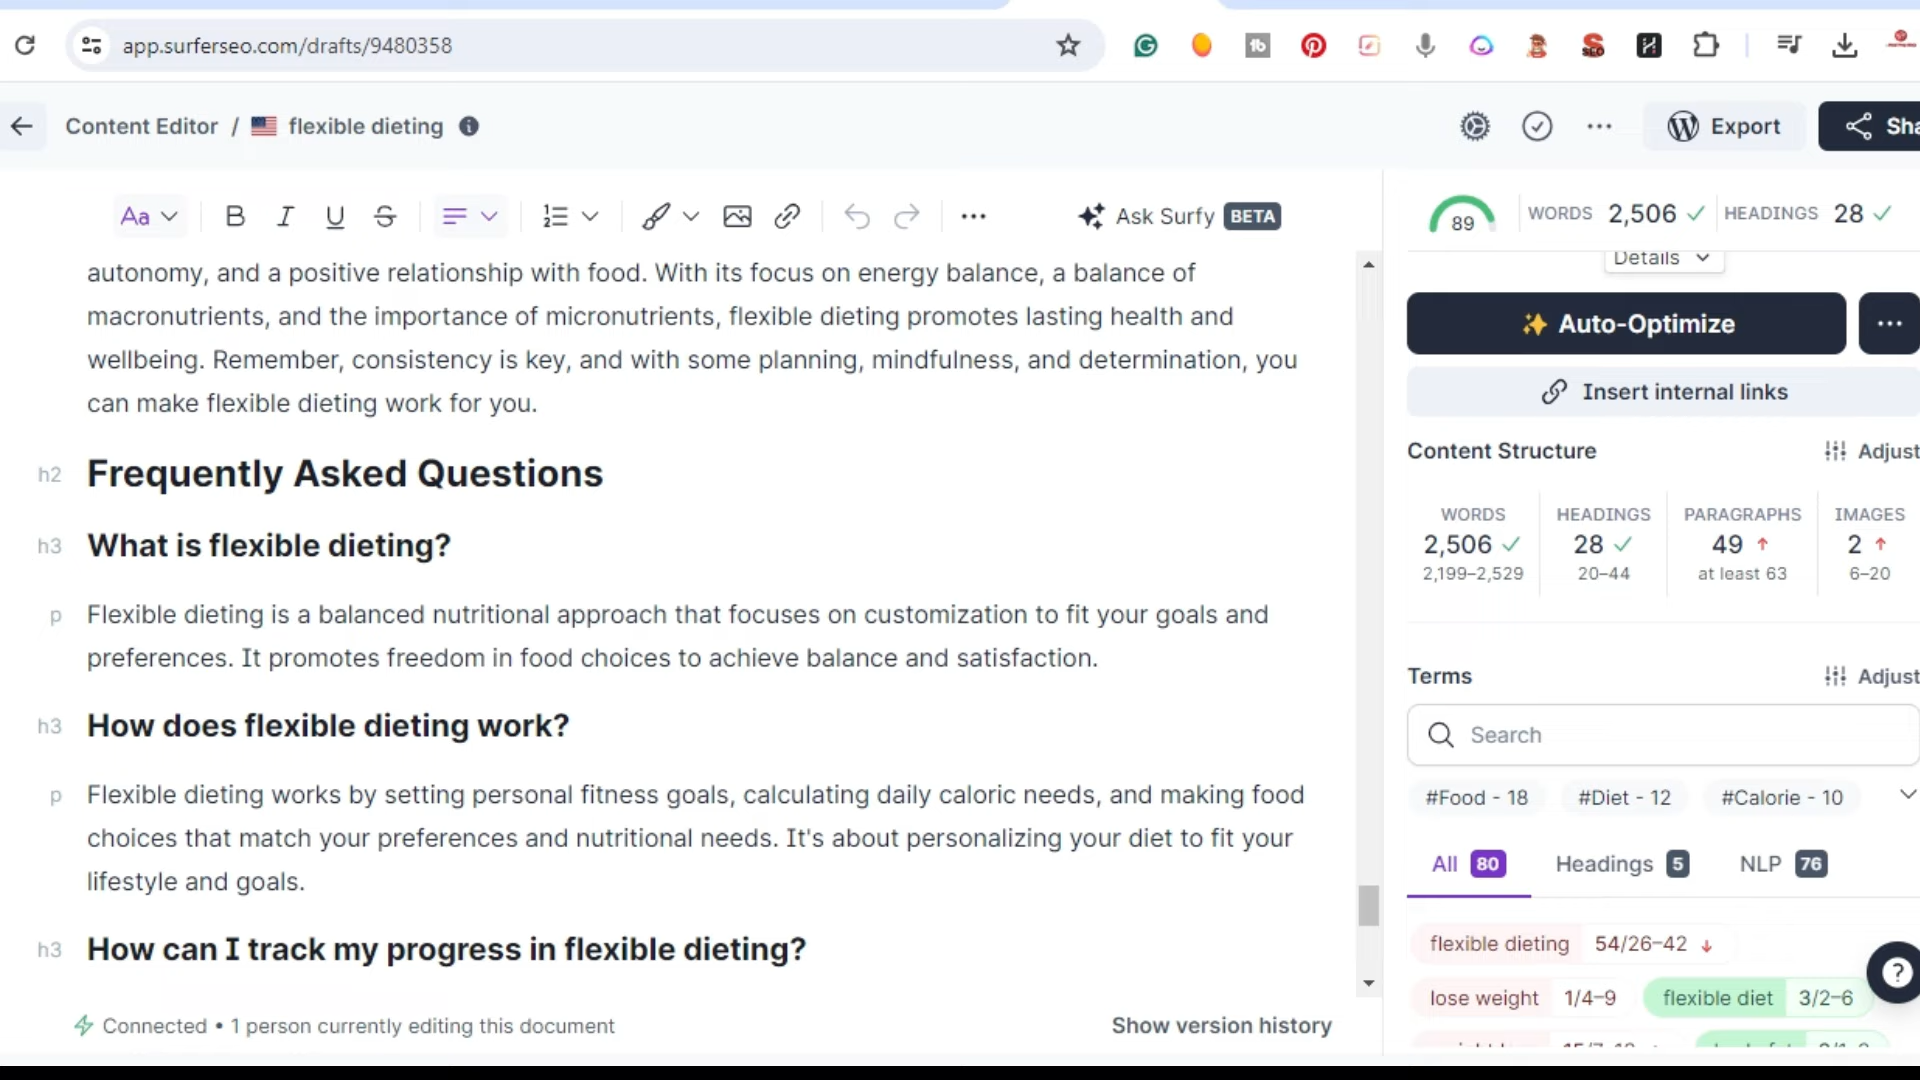 app.surferseo.com/drafts/9480358
Content Editor / flexible dieting
Export
Sha
Aa
Ask Surfy BETA
89
WORDS 2,506
HEADINGS 28
Details
autonomy, and a positive relationship with food. With its focus on energy balance, a balance of
macronutrients, and the importance of micronutrients, flexible dieting promotes lasting health and
wellbeing. Remember, consistency is key, and with some planning, mindfulness, and determination, you
can make flexible dieting work for you.
h2 Frequently Asked Questions
h3 What is flexible dieting?
p Flexible dieting is a balanced nutritional approach that focuses on customization to fit your goals and
preferences. It promotes freedom in food choices to achieve balance and satisfaction.
h3 How does flexible dieting work?
p Flexible dieting works by setting personal fitness goals, calculating daily caloric needs, and making food
choices that match your preferences and nutritional needs. It's about personalizing your diet to fit your
lifestyle and goals.
h3 How can I track my progress in flexible dieting?
Connected • 1 person currently editing this document
Show version history
Auto-Optimize
Insert internal links
Content Structure
Adjust
WORDS HEADINGS PARAGRAPHS IMAGES
2,506 28 49 2
2,199–2,529 20–44 at least 63 6–20
Terms
Adjust
Search
#Food - 18 #Diet - 12 #Calorie - 10
All 80 Headings 5 NLP 76
flexible dieting 54/26–42
lose weight 1/4–9 flexible diet 3/2–6